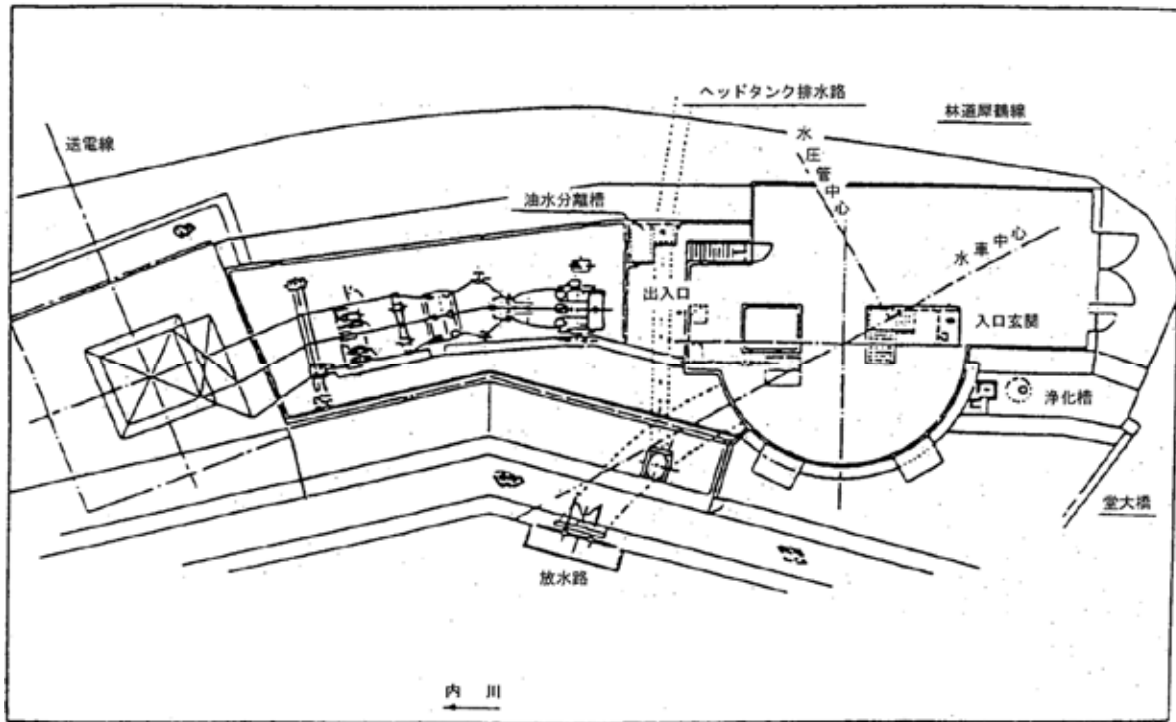 ヘッドタンク排水路
林道犀鶴線
送電線
水圧管中心
油水分離槽
水車中心
出入口
入口玄関
浄化槽
堂大橋
放水路
内川